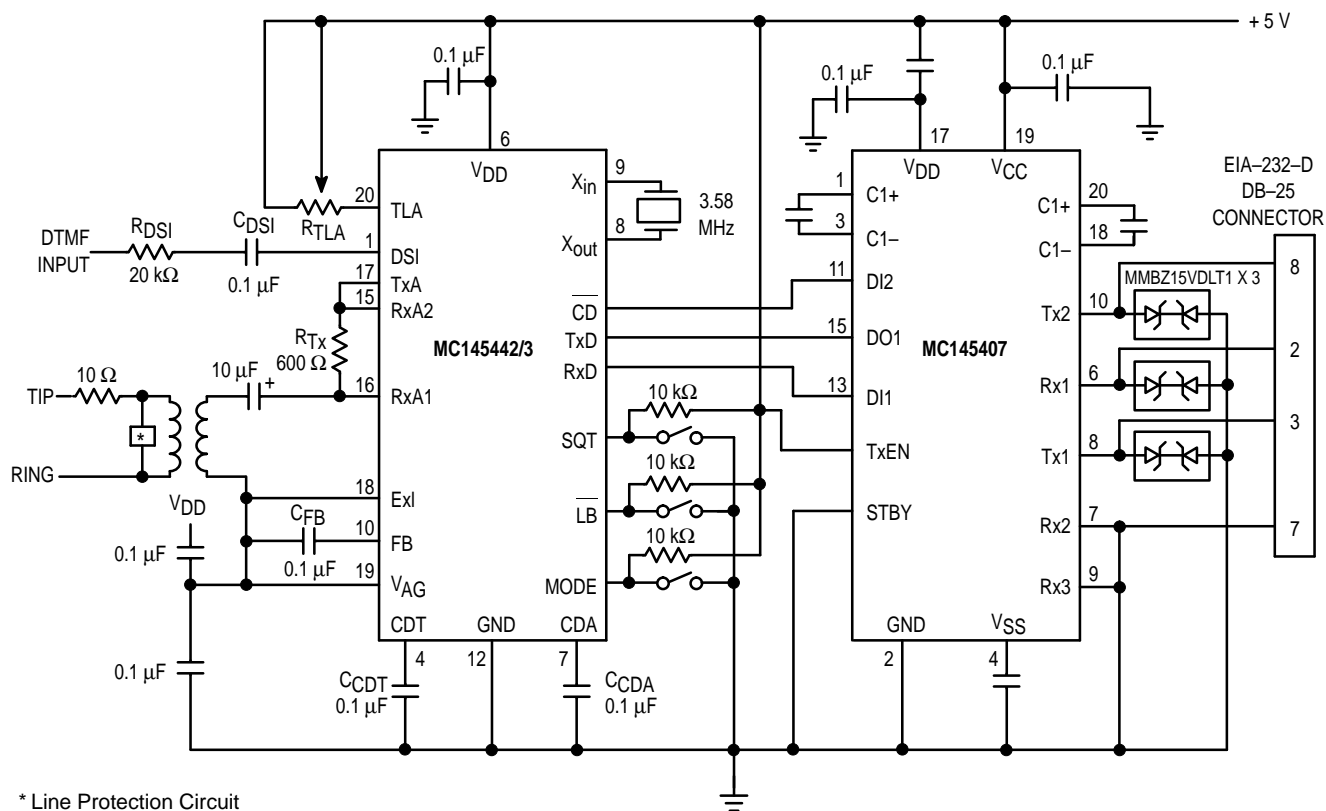 + 5 V
0.1 µF
0.1 µF
0.1 µF
6
17
19
VDD
VDD
VCC
EIA–232–D
DB–25
CONNECTOR
9
Xin
3.58
MHz
8
Xout
20
TLA
RTLA
DTMF
INPUT
RDSI
20 kΩ
CDSI
0.1 µF
1
DSI
17
TxA
15
RxA2
RTx
600 Ω
16
RxA1
10 µF
+
TIP
10 Ω
*
RING
MC145442/3
CD
TxD
RxD
10 kΩ
SQT
10 kΩ
LB
10 kΩ
MODE
18
ExI
CFB
0.1 µF
10
FB
19
VAG
VDD
0.1 µF
0.1 µF
CDT
GND
CDA
4
12
7
CCDT
0.1 µF
CCDA
0.1 µF
1
C1+
3
C1–
20
C1+
18
C1–
11
DI2
15
DO1
13
DI1
TxEN
STBY
MC145407
MMBZ15VDLT1 X 3
10
Tx2
6
Rx1
8
Tx1
7
Rx2
9
Rx3
8
2
3
7
GND
VSS
2
4
* Line Protection Circuit